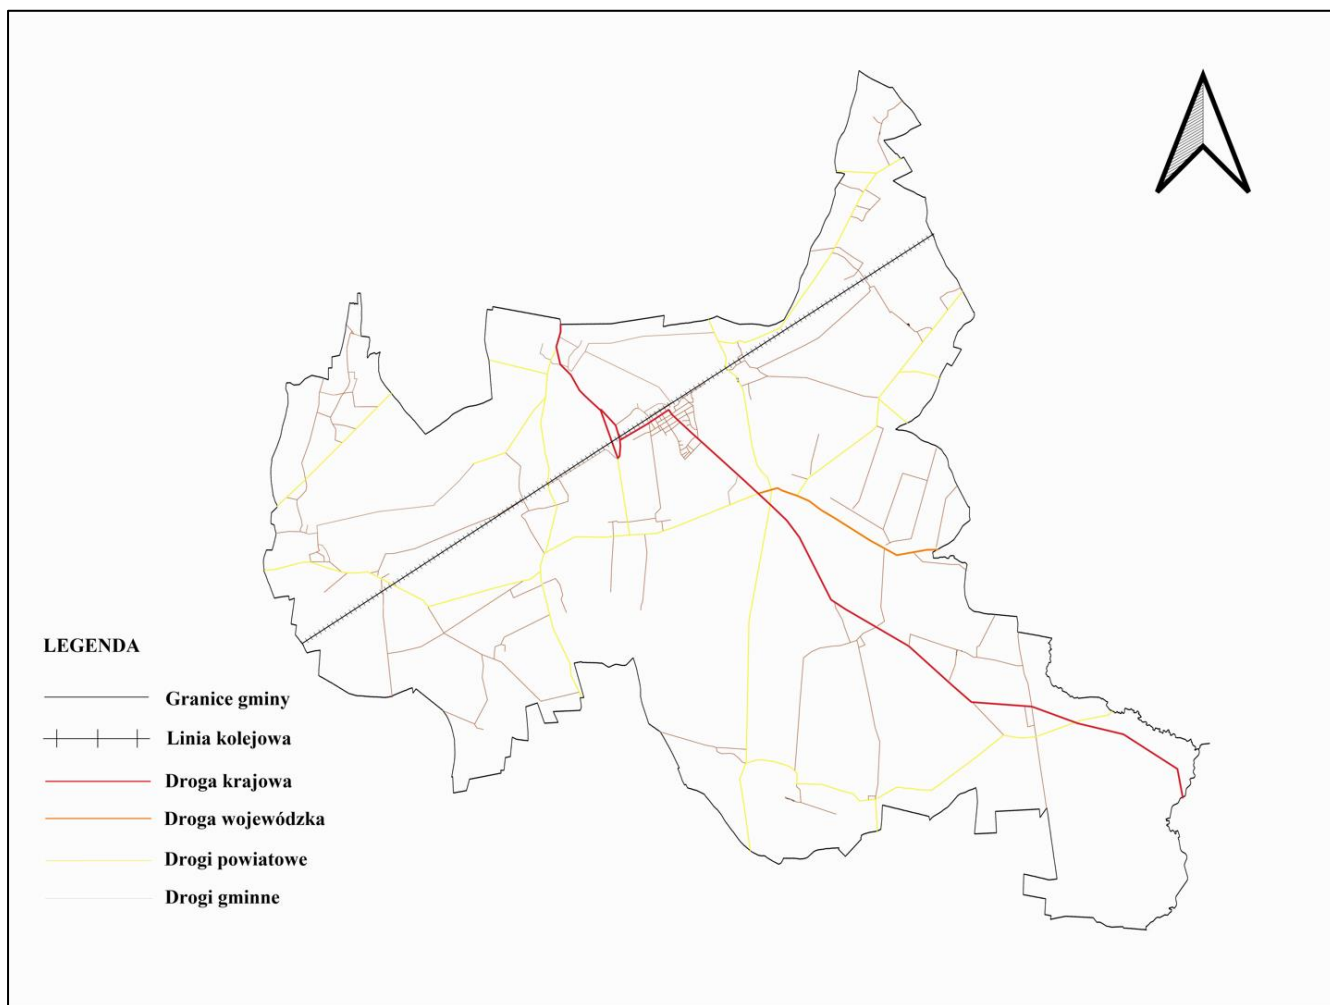 LEGENDA
Granice gminy
Linia kolejowa
Droga krajowa
Droga wojewódzka
Drogi powiatowe
Drogi gminne